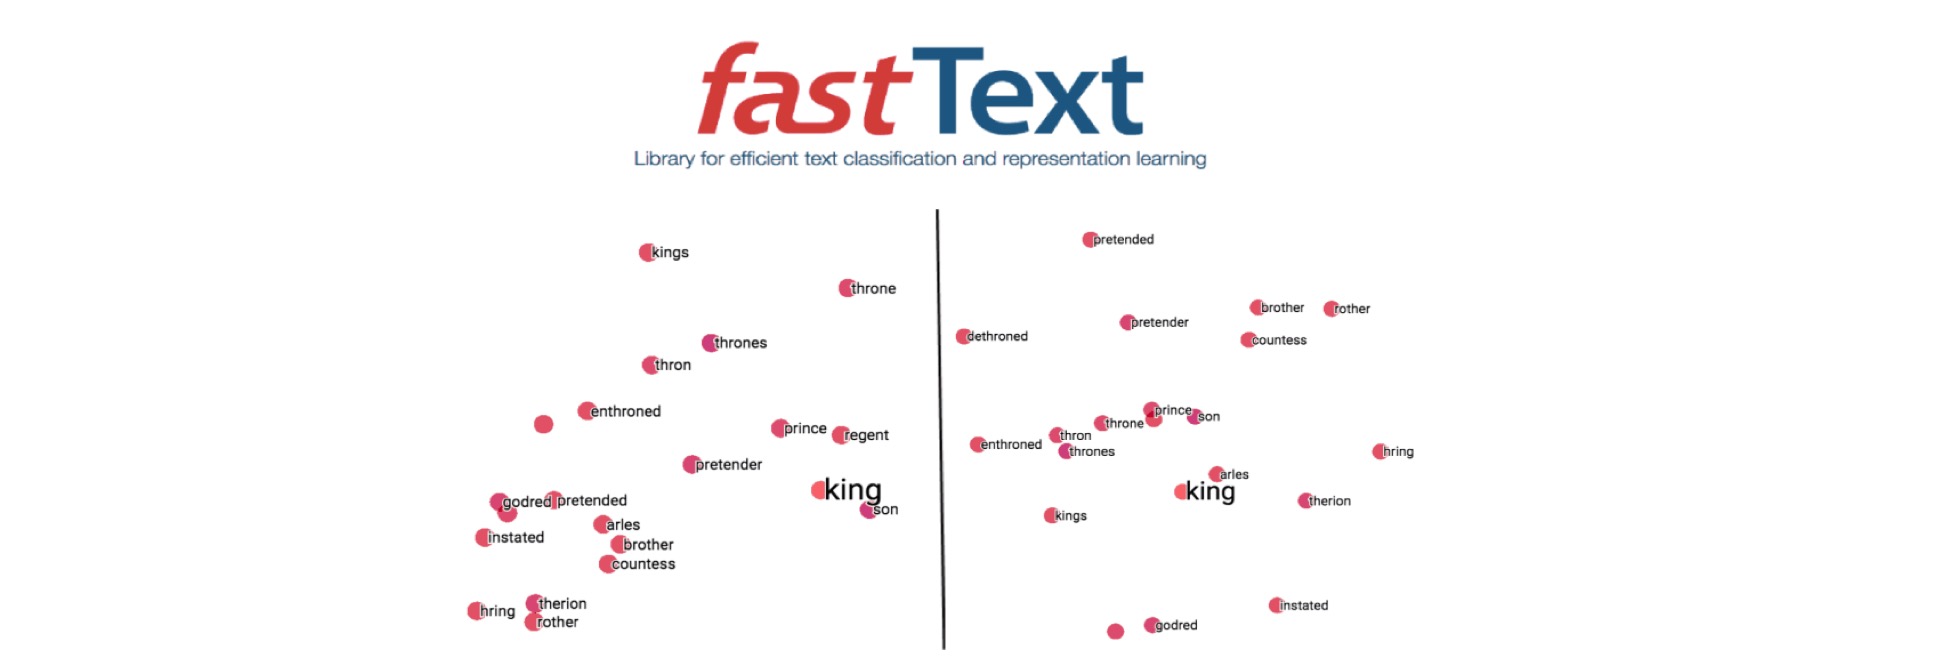 fastText
Library for efficient text classification and representation learning
kings
throne
thrones
thron
enthroned
prince
regent
pretender
king
godred
pretended
son
arles
instated
brother
countess
therion
hring
rother
pretended
brother
rother
pretender
dethroned
countess
prince
son
throne
thron
enthroned
thrones
hring
arles
king
therion
kings
instated
godred